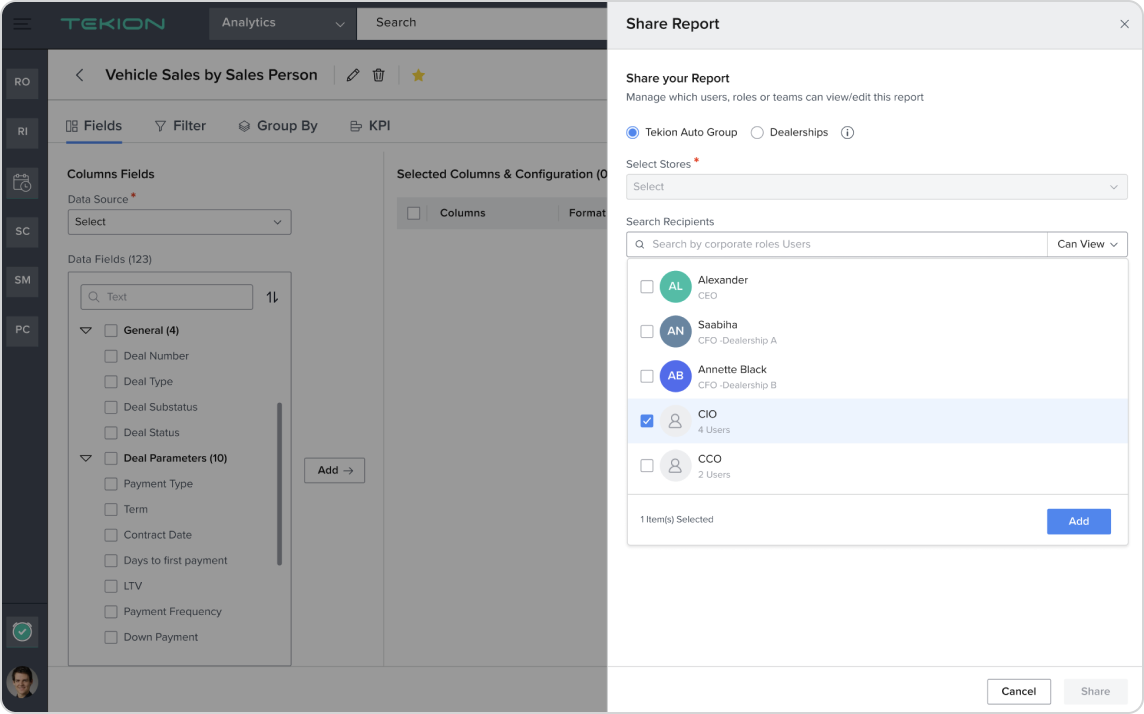 TEKION
Analytics
Search
RO
RI
SC
SM
PC
Vehicle Sales by Sales Person
Fields
Filter
Group By
KPI
Columns Fields
Data Source *
Select
Data Fields (123)
Text
General (4)
Deal Number
Deal Type
Deal Substatus
Deal Status
Deal Parameters (10)
Payment Type
Term
Contract Date
Days to first payment
LTV
Payment Frequency
Down Payment
Add →
Selected Columns & Configuration (0
Columns
Format
Share Report
Share your Report
Manage which users, roles or teams can view/edit this report
Tekion Auto Group
Dealerships
Select Stores *
Select
Search Recipients
Search by corporate roles Users
Can View
AL
Alexander
CEO
AN
Saabiha
CFO -Dealership A
AB
Annette Black
CFO -Dealership B
CIO
4 Users
CCO
2 Users
1 Item(s) Selected
Add
Cancel
Share